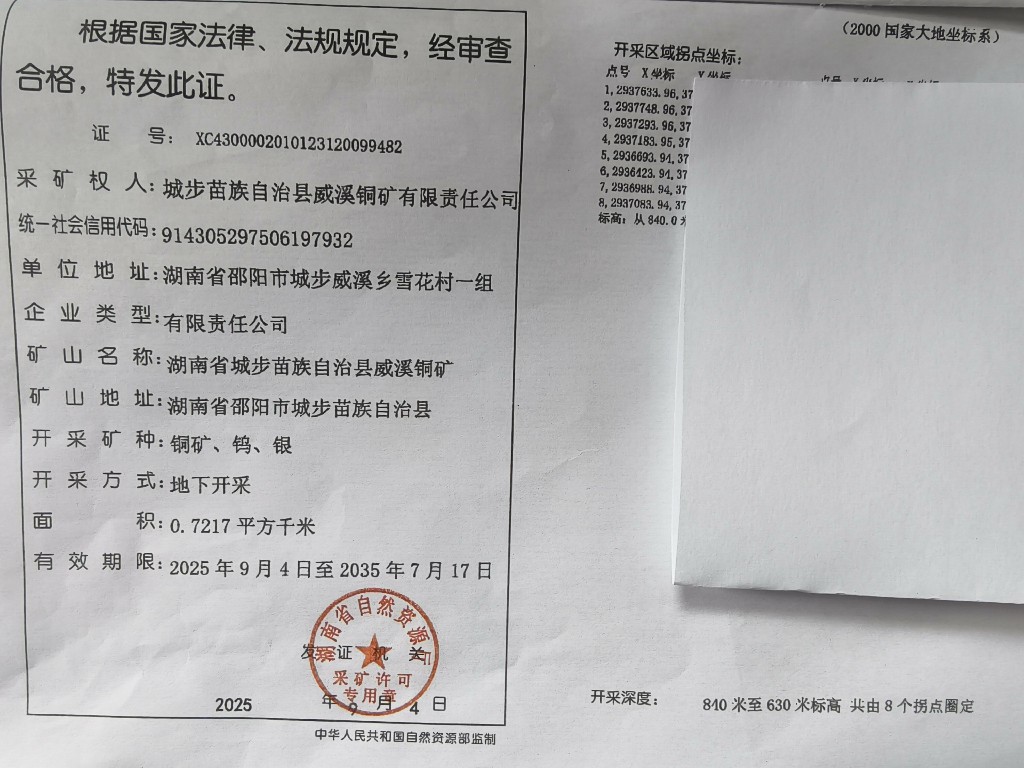 根据国家法律、法规规定，经审查
合格，特发此证。
证 号： XC4300002010123120099482
采 矿 权 人：城步苗族自治县威溪铜矿有限责任公司
统一社会信用代码：914305297506197932
单 位 地 址：湖南省邵阳市城步威溪乡雪花村一组
企 业 类 型：有限责任公司
矿 山 名 称：湖南省城步苗族自治县威溪铜矿
矿 山 地 址：湖南省邵阳市城步苗族自治县
开 采 矿 种：铜矿、钨、银
开 采 方 式：地下开采
面 积：0.7217 平方千米
有 效 期 限：2025 年 9 月 4 日至 2035 年 7 月 17 日
湖南省自然资源厅
发 证 机 关
采矿许可
专用章
2025 年 9 月 4 日
中华人民共和国自然资源部监制
（2000 国家大地坐标系）
开采区域拐点坐标：
点号 X坐标 Y坐标 点号 X坐标
1, 2937633.96, 37
2, 2937748.96, 37
3, 2937293.96, 37
4, 2937183.95, 37
5, 2936693.94, 37
6, 2936423.94, 37
7, 2936988.94, 37
8, 2937083.94, 37
标高：从 840.0 米
开采深度： 840 米至 630 米标高 共由 8 个拐点圈定